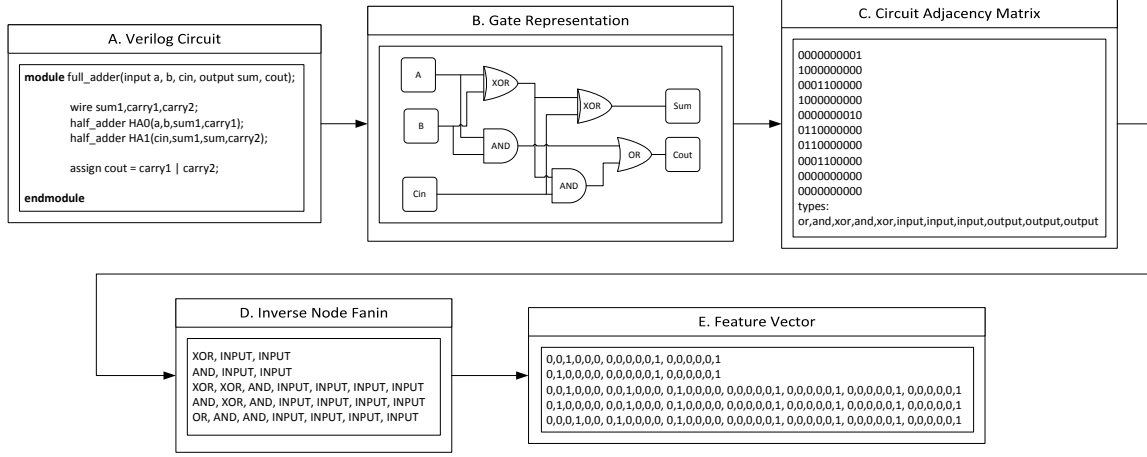 A. Verilog Circuit
module full_adder(input a, b, cin, output sum, cout);
wire sum1,carry1,carry2;
half_adder HA0(a,b,sum1,carry1);
half_adder HA1(cin,sum1,sum,carry2);
assign cout = carry1 | carry2;
endmodule
B. Gate Representation
A
XOR
XOR
Sum
B
AND
OR
Cout
Cin
AND
C. Circuit Adjacency Matrix
0000000001
1000000000
0001100000
1000000000
0000000010
0110000000
0110000000
0001100000
0000000000
0000000000
types:
or,and,xor,and,xor,input,input,input,output,output,output
D. Inverse Node Fanin
XOR, INPUT, INPUT
AND, INPUT, INPUT
XOR, XOR, AND, INPUT, INPUT, INPUT, INPUT
AND, XOR, AND, INPUT, INPUT, INPUT, INPUT
OR, AND, AND, INPUT, INPUT, INPUT, INPUT
E. Feature Vector
0,0,1,0,0,0, 0,0,0,0,0,1, 0,0,0,0,0,1
0,1,0,0,0,0, 0,0,0,0,0,1, 0,0,0,0,0,1
0,0,1,0,0,0, 0,0,1,0,0,0, 0,1,0,0,0,0, 0,0,0,0,0,1, 0,0,0,0,0,1, 0,0,0,0,0,1, 0,0,0,0,0,1
0,1,0,0,0,0, 0,0,1,0,0,0, 0,1,0,0,0,0, 0,0,0,0,0,1, 0,0,0,0,0,1, 0,0,0,0,0,1, 0,0,0,0,0,1
0,0,0,1,0,0, 0,1,0,0,0,0, 0,1,0,0,0,0, 0,0,0,0,0,1, 0,0,0,0,0,1, 0,0,0,0,0,1, 0,0,0,0,0,1